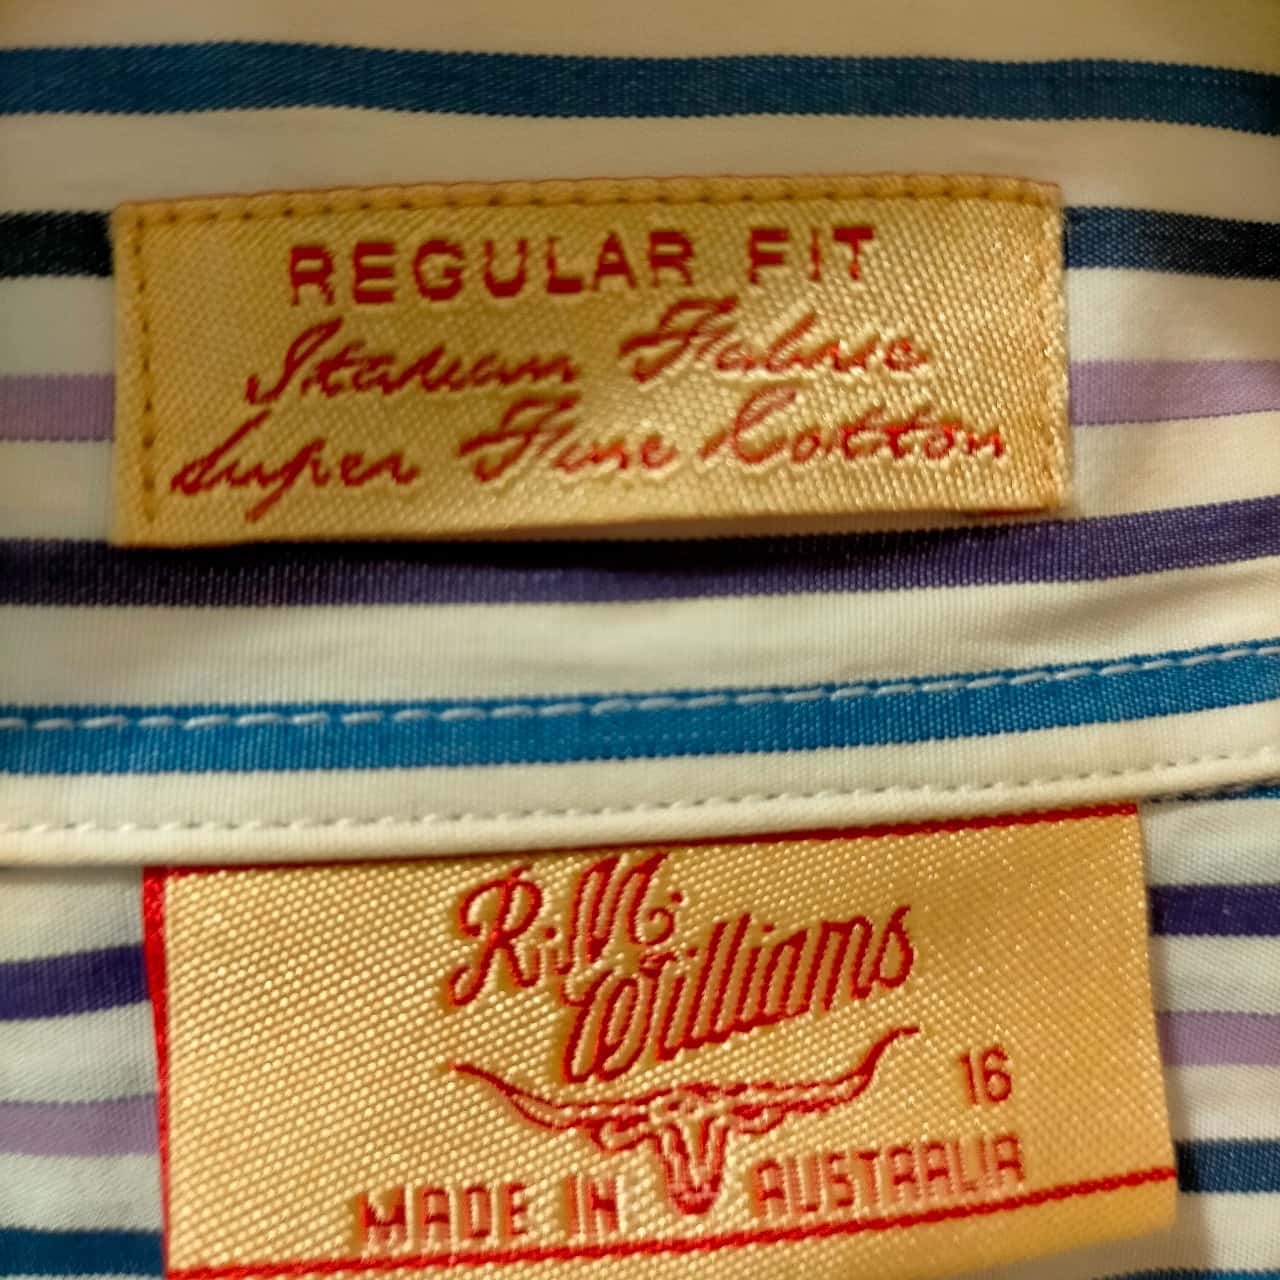 REGULAR FIT
Italian Fabric
Super Fine Cotton
R.M.
Williams
16
MADE IN AUSTRALIA